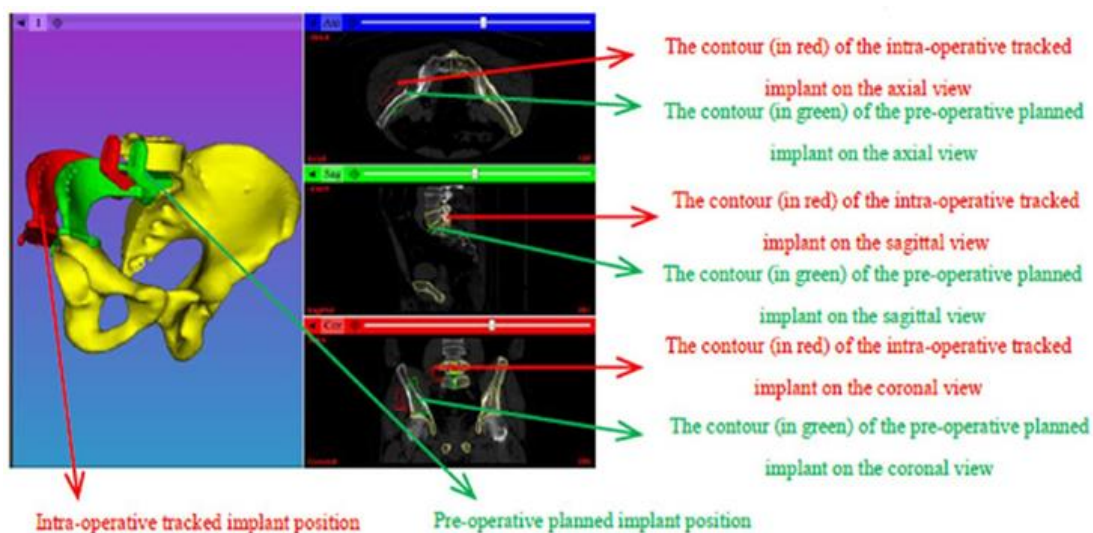 1
Axi
The contour (in red) of the intra-operative tracked
implant on the axial view
The contour (in green) of the pre-operative planned
implant on the axial view
Sag
The contour (in red) of the intra-operative tracked
implant on the sagittal view
The contour (in green) of the pre-operative planned
implant on the sagittal view
Cor
The contour (in red) of the intra-operative tracked
implant on the coronal view
The contour (in green) of the pre-operative planned
implant on the coronal view
Intra-operative tracked implant position
Pre-operative planned implant position